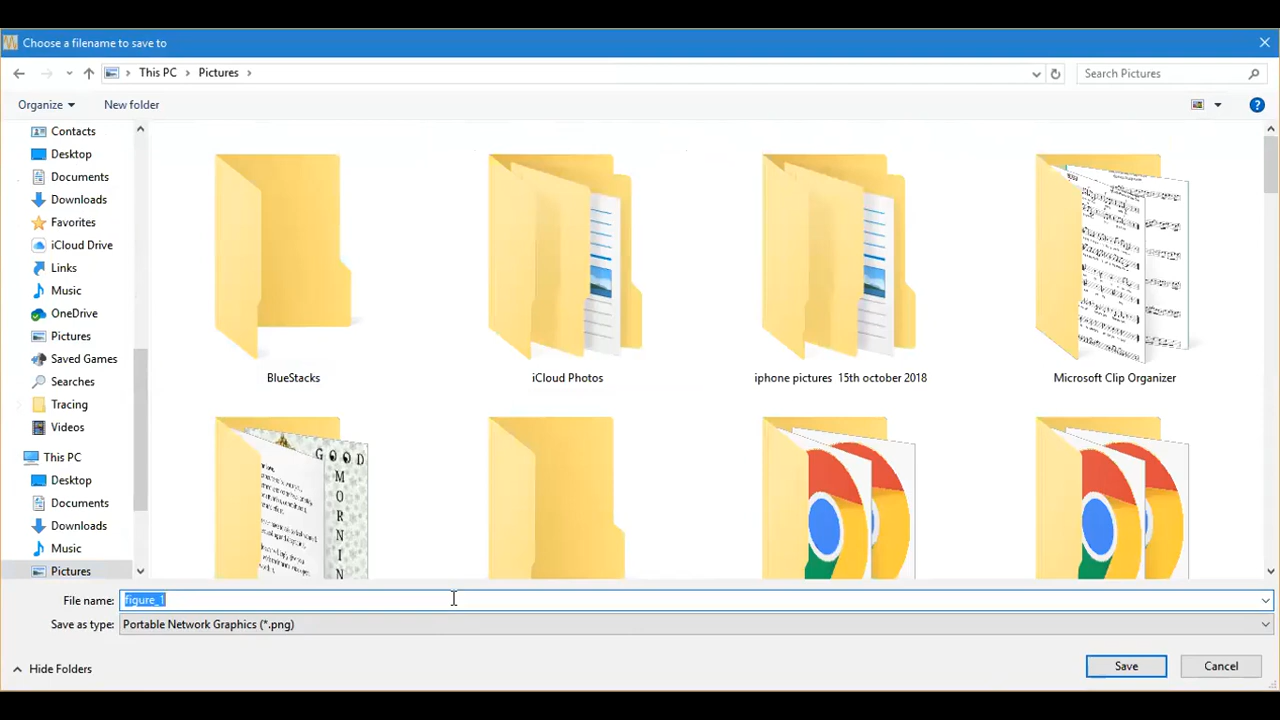 Choose a filename to save to
This PC > Pictures >
Search Pictures
Organize
New folder
Contacts
Desktop
Documents
Downloads
Favorites
iCloud Drive
Links
Music
OneDrive
Pictures
Saved Games
Searches
Tracing
Videos
This PC
Desktop
Documents
Downloads
Music
Pictures
BlueStacks
iCloud Photos
iphone pictures 15th october 2018
Microsoft Clip Organizer
GOOD
M
O
R
N
I
N
File name: figure_1
Save as type: Portable Network Graphics (*.png)
Hide Folders
Save
Cancel